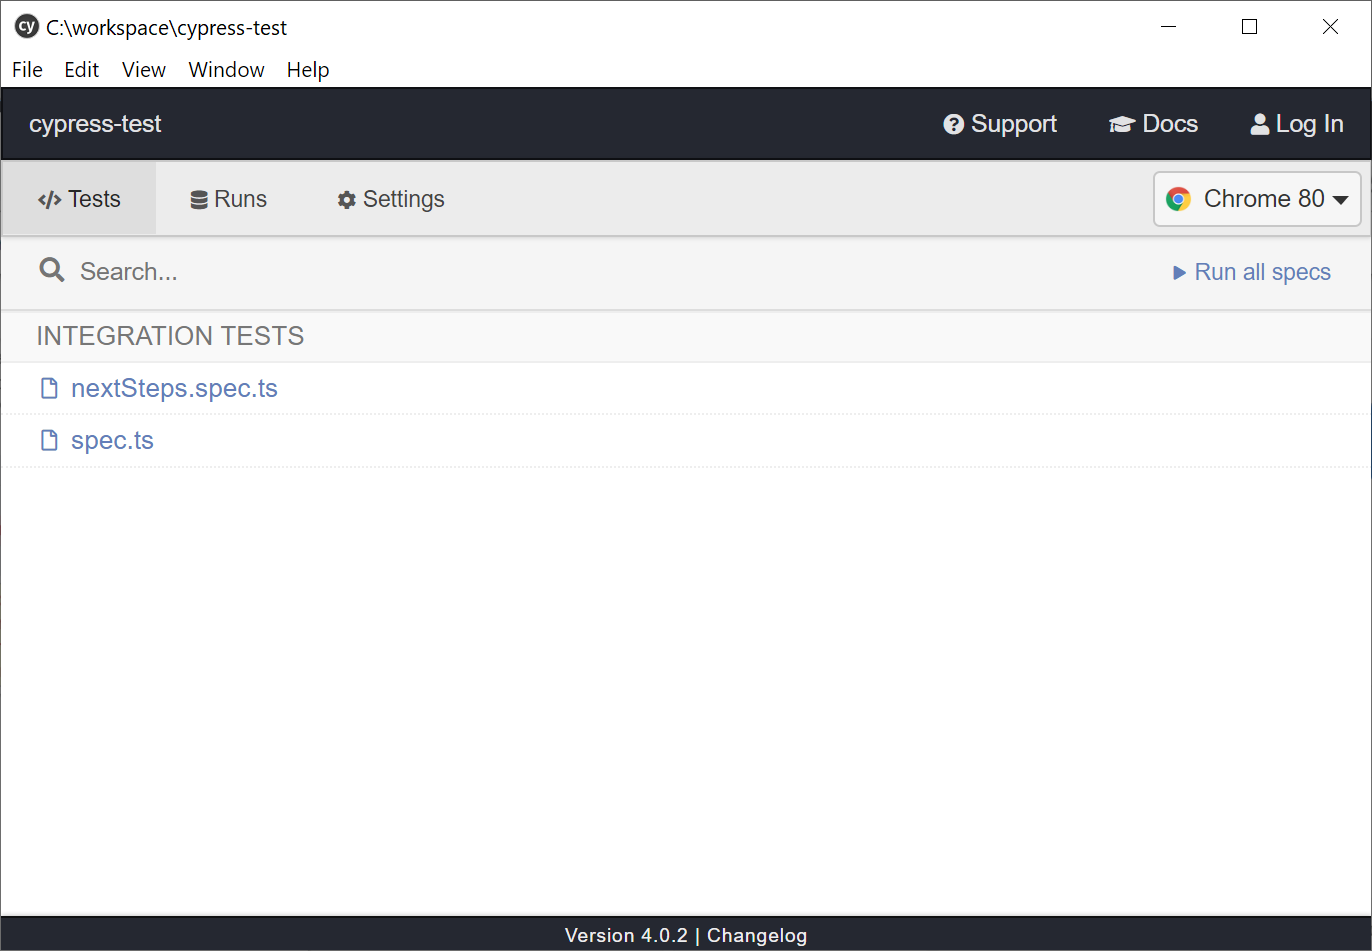 cy C:\workspace\cypress-test
File Edit View Window Help
cypress-test Support Docs Log In
Tests Runs Settings Chrome 80
Search... Run all specs
INTEGRATION TESTS
nextSteps.spec.ts
spec.ts
Version 4.0.2 | Changelog